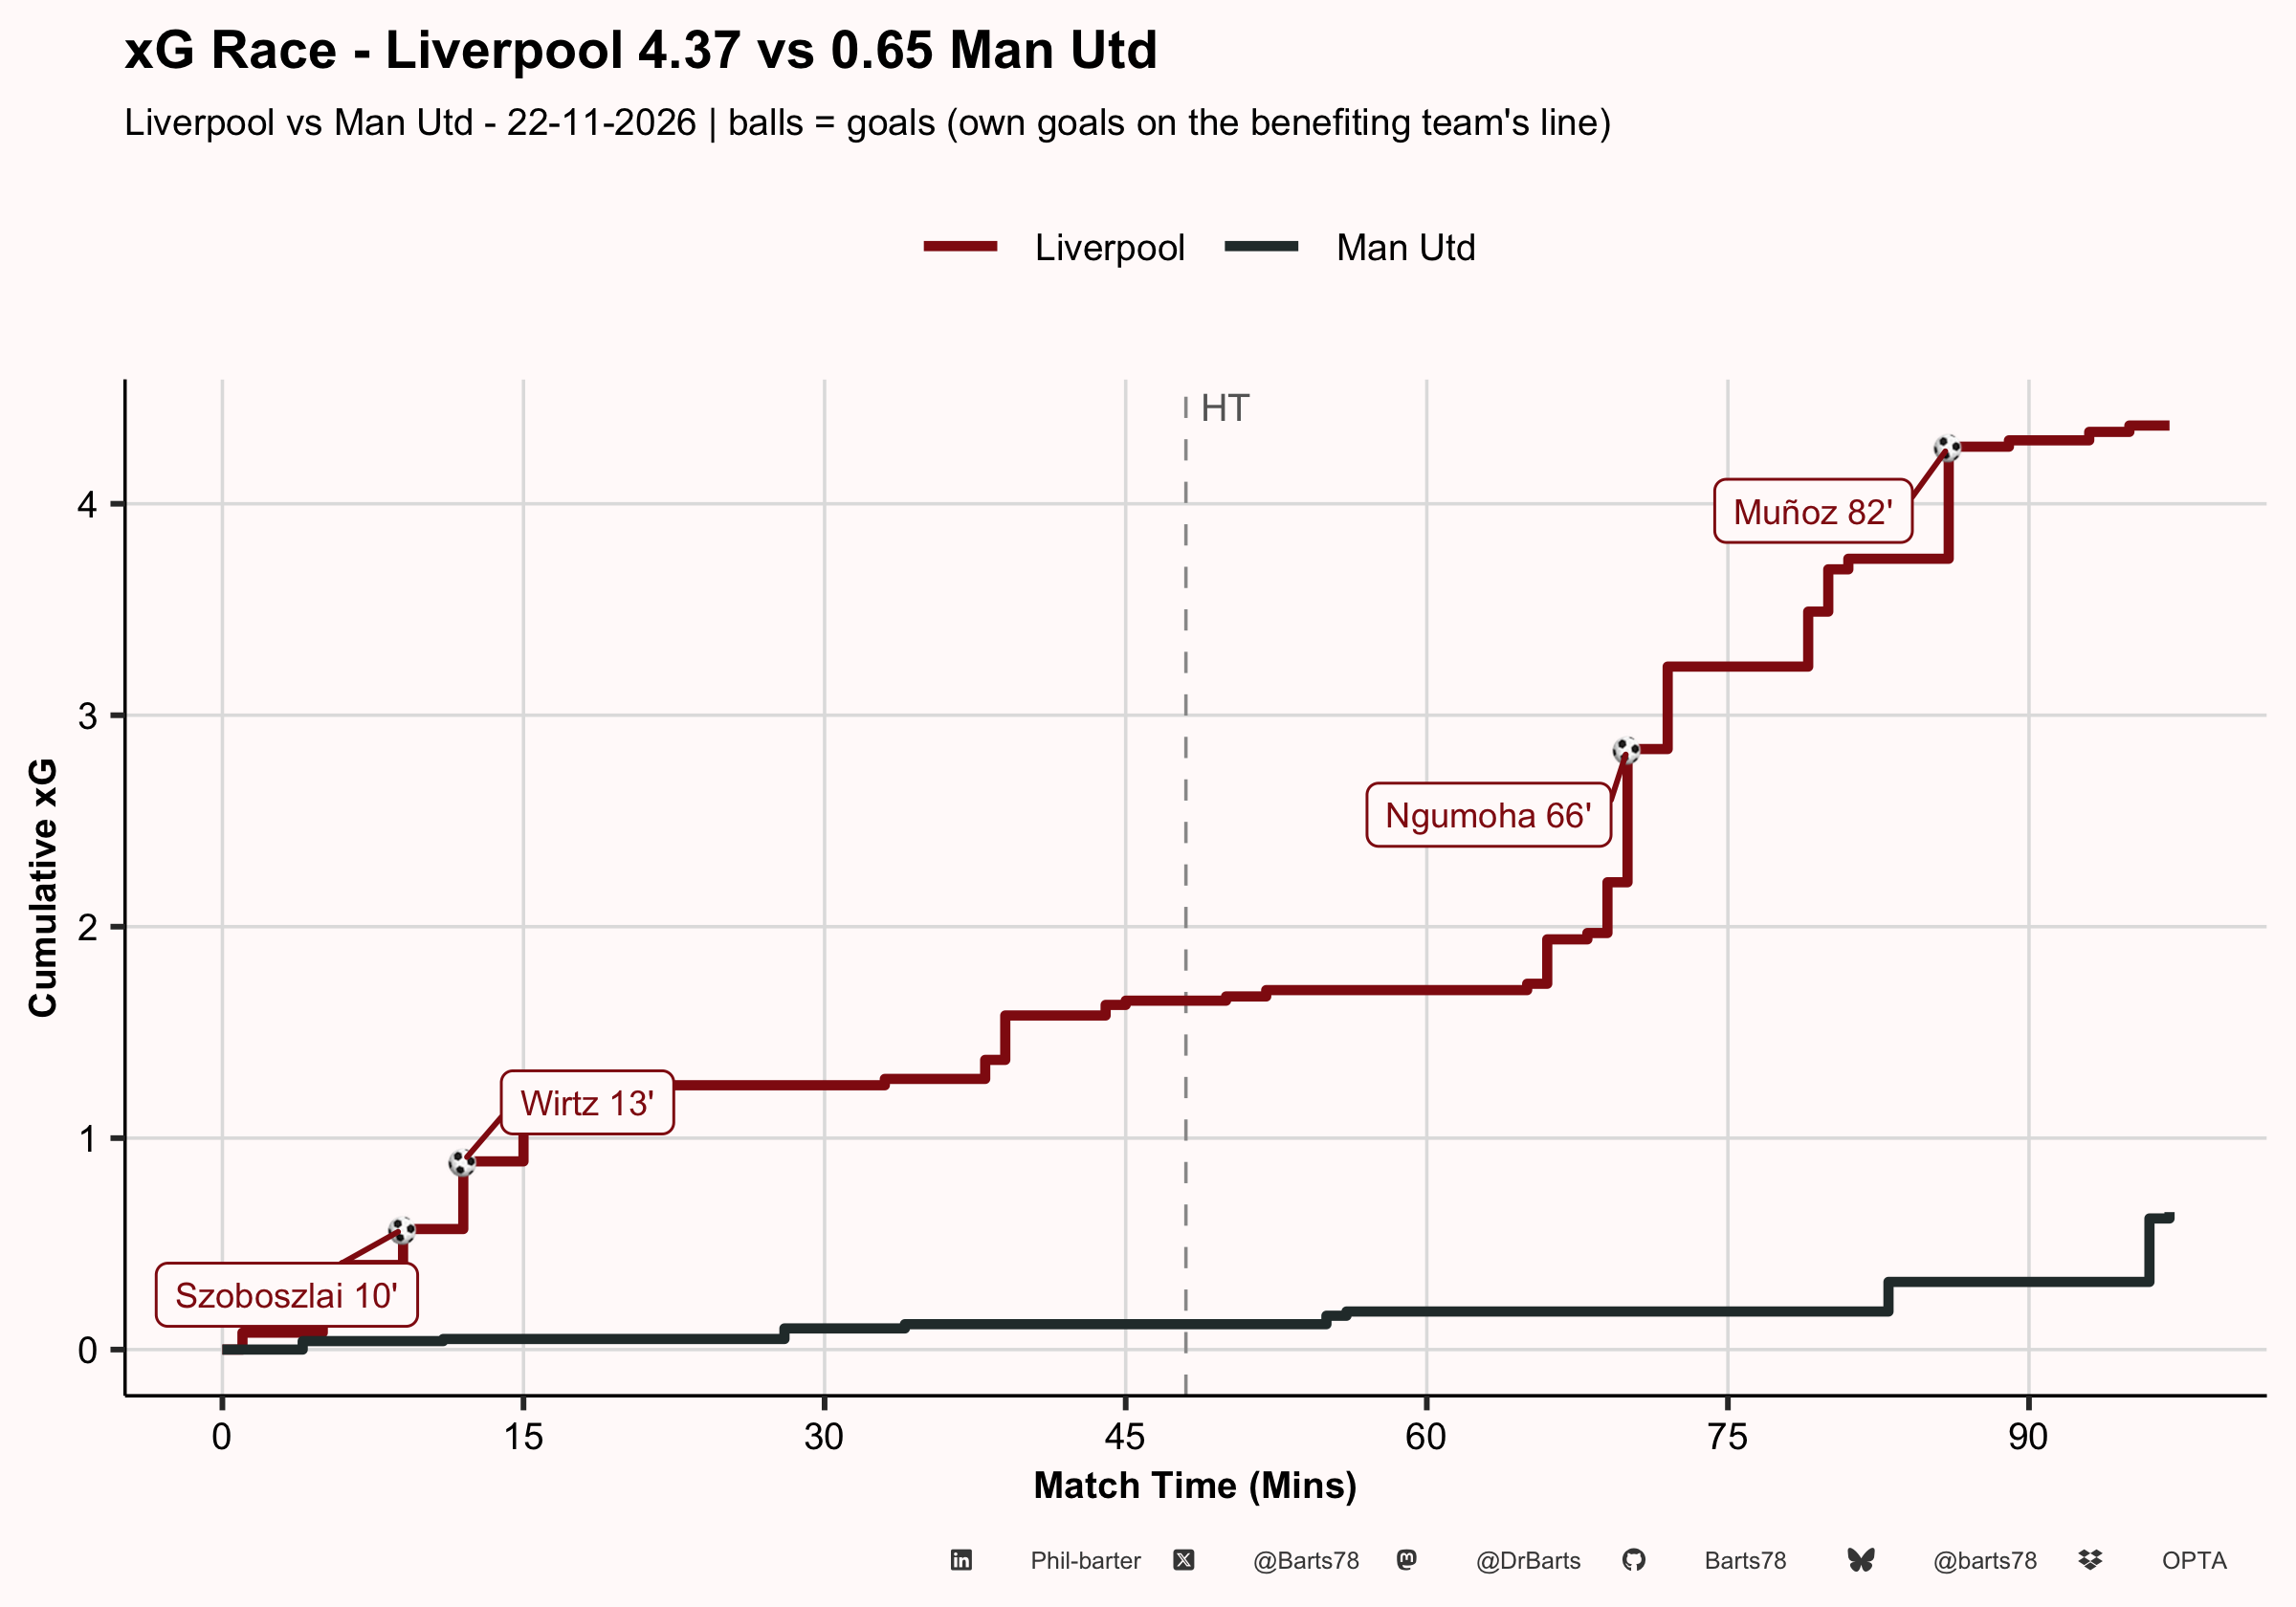 xG Race - Liverpool 4.37 vs 0.65 Man Utd
Liverpool vs Man Utd - 22-11-2026 | balls = goals (own goals on the benefiting team's line)
Liverpool Man Utd
HT
Muñoz 82'
Ngumoha 66'
Wirtz 13'
Szoboszlai 10'
4
3
2
1
0
Cumulative xG
0 15 30 45 60 75 90
Match Time (Mins)
Phil-barter @Barts78 @DrBarts Barts78 @barts78 OPTA